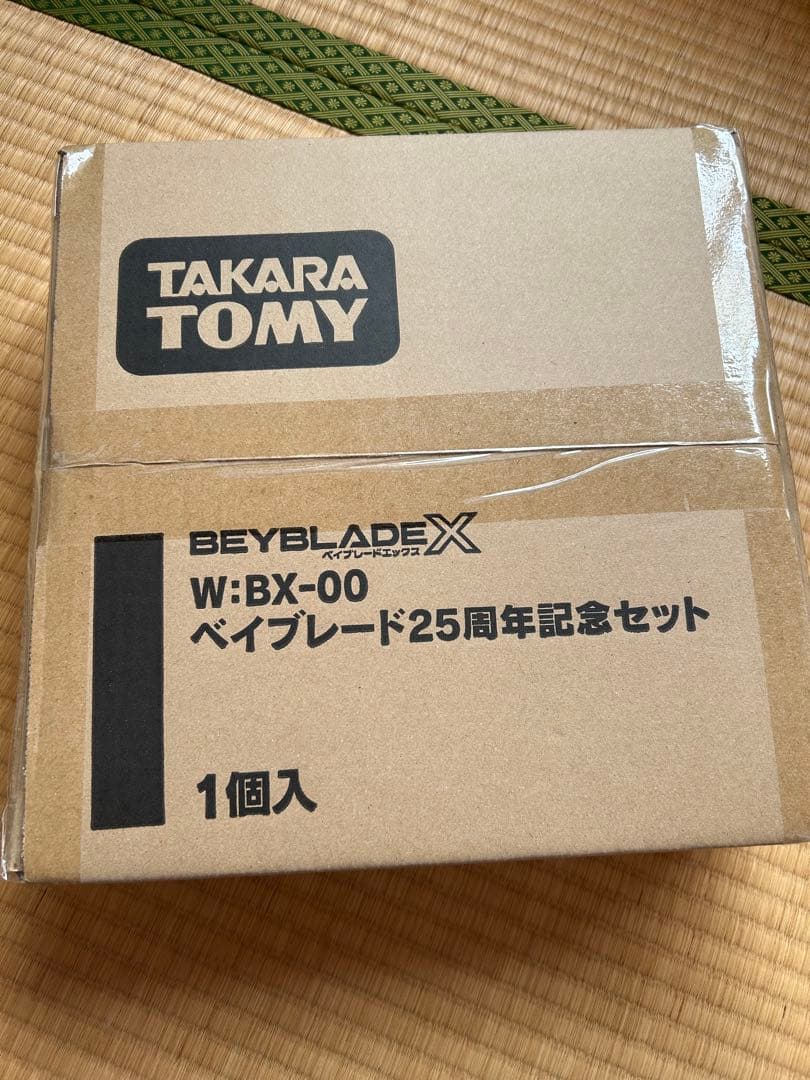 TAKARA
TOMY
BEYBLADE X
ベイブレードエックス
W:BX-00
ベイブレード25周年記念セット
1個入